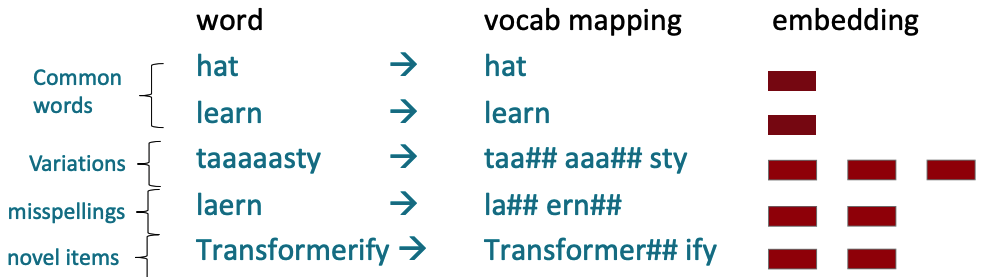 word vocab mapping embedding
Common words
hat → hat
learn → learn
Variations
taaaaasty → taa## aaa## sty
misspellings
laern → la## ern##
novel items
Transformerify → Transformer## ify